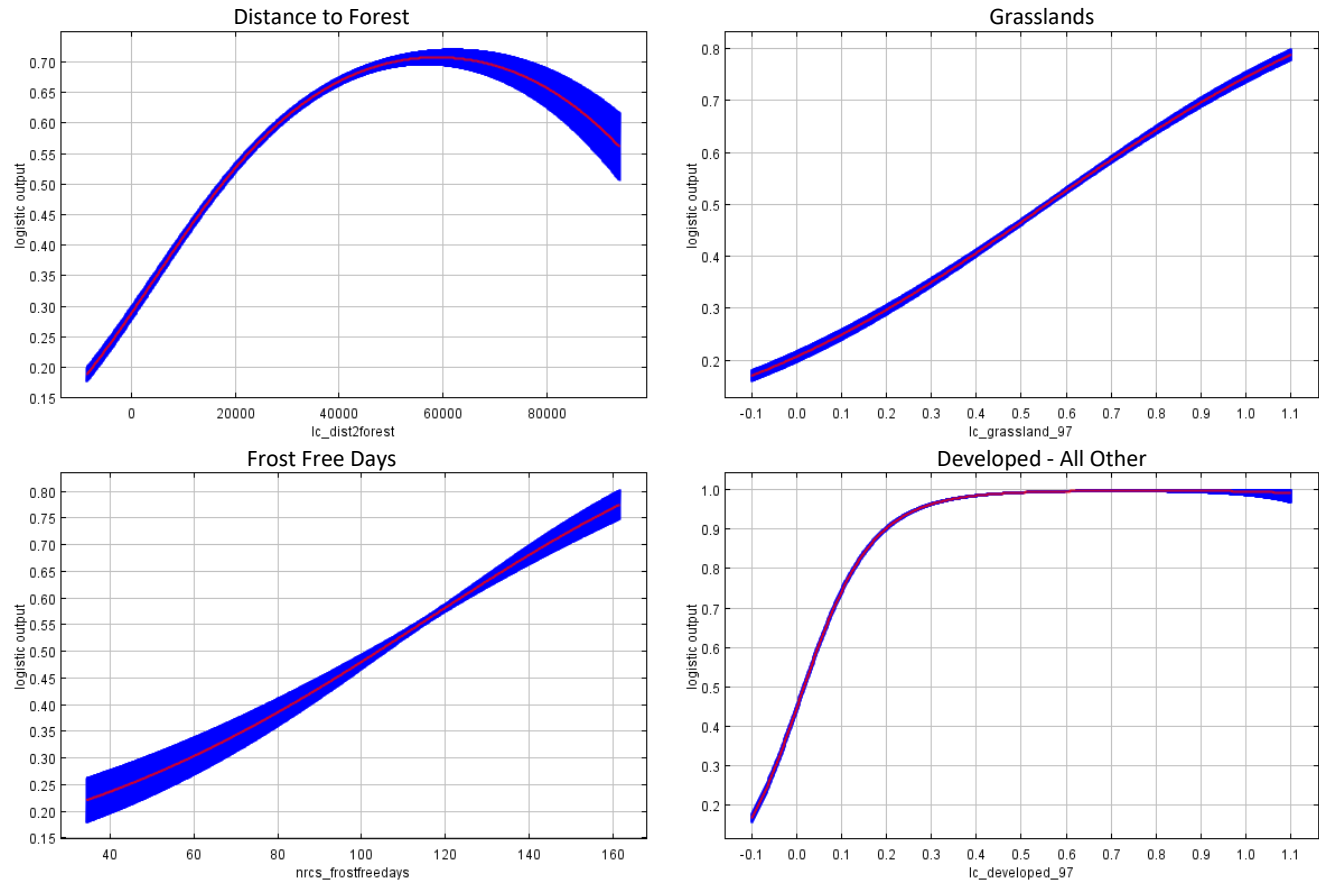 Distance to Forest
0.70
0.65
0.60
0.55
0.50
0.45
0.40
0.35
0.30
0.25
0.20
0.15
logistic output
0 20000 40000 60000 80000
lc_dist2forest
Grasslands
0.8
0.7
0.6
0.5
0.4
0.3
0.2
logistic output
-0.1 0.0 0.1 0.2 0.3 0.4 0.5 0.6 0.7 0.8 0.9 1.0 1.1
lc_grassland_97
Frost Free Days
0.80
0.75
0.70
0.65
0.60
0.55
0.50
0.45
0.40
0.35
0.30
0.25
0.20
0.15
logistic output
40 60 80 100 120 140 160
nrcs_frostfreedays
Developed - All Other
1.0
0.9
0.8
0.7
0.6
0.5
0.4
0.3
0.2
logistic output
-0.1 0.0 0.1 0.2 0.3 0.4 0.5 0.6 0.7 0.8 0.9 1.0 1.1
lc_developed_97